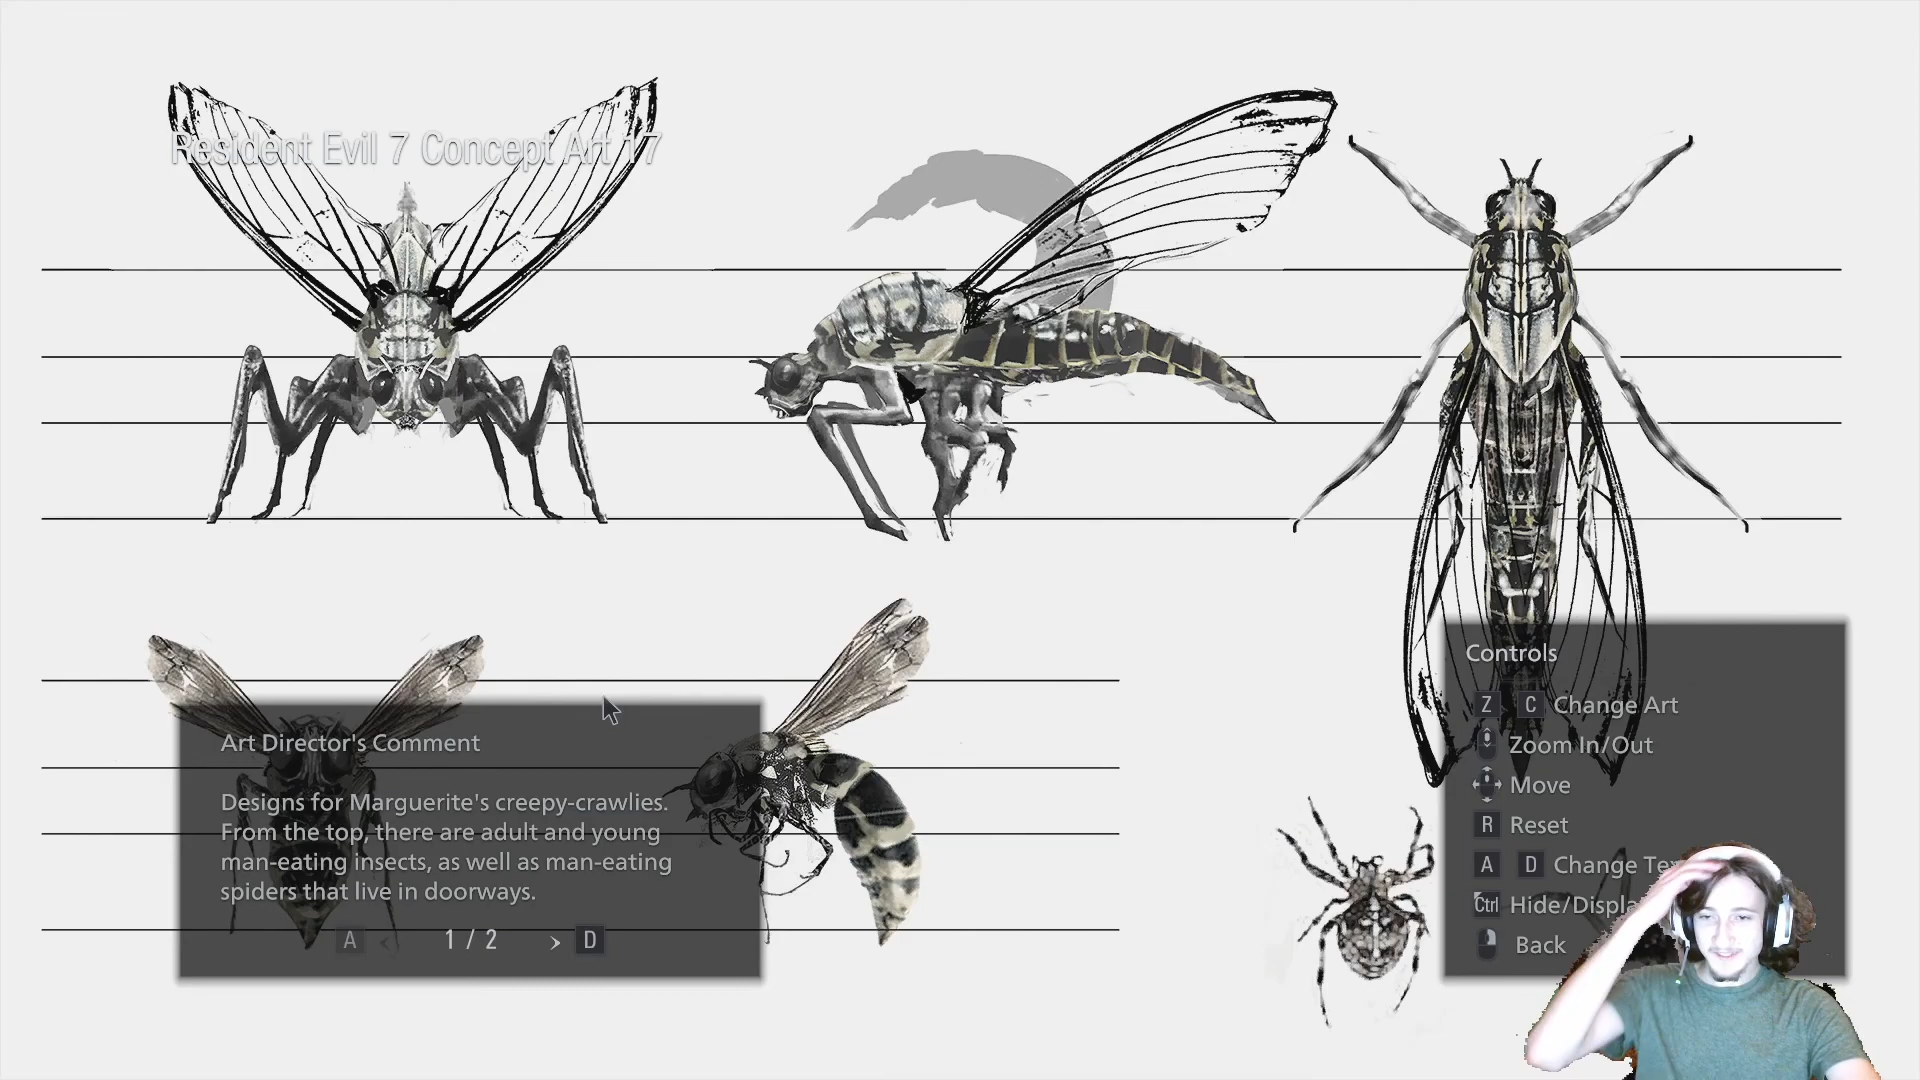 Resident Evil 7 Concept Art 17
Art Director's Comment
Designs for Marguerite's creepy-crawlies.
From the top, there are adult and young
man-eating insects, as well as man-eating
spiders that live in doorways.
A < 1 / 2 > D
Controls
Z C Change Art
Zoom In/Out
Move
R Reset
A D Change
Ctrl
Back